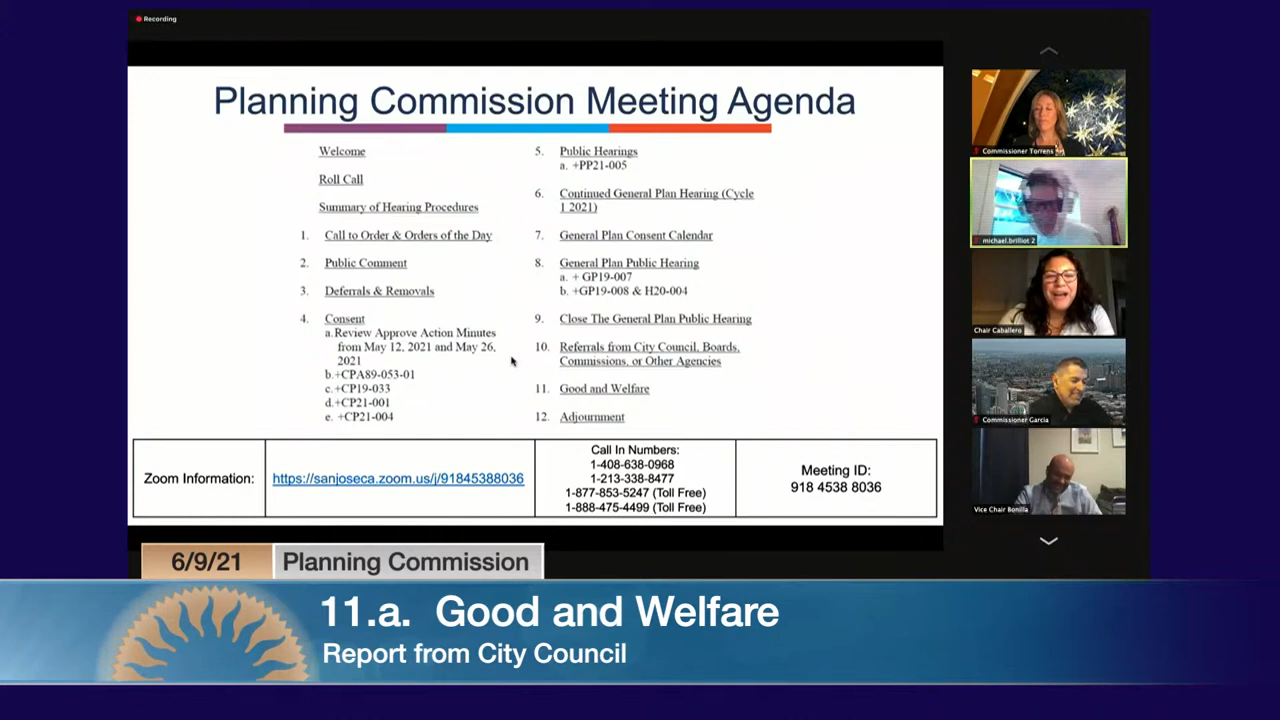 Recording
Planning Commission Meeting Agenda
Welcome
Roll Call
Summary of Hearing Procedures
1. Call to Order & Orders of the Day
2. Public Comment
3. Deferrals & Removals
4. Consent
a.Review Approve Action Minutes
from May 12, 2021 and May 26,
2021
b.+CPA89-053-01
c.+CP19-033
d.+CP21-001
e. +CP21-004
5. Public Hearings
a. +PP21-005
6. Continued General Plan Hearing (Cycle
1 2021)
7. General Plan Consent Calendar
8. General Plan Public Hearing
a. + GP19-007
b. +GP19-008 & H20-004
9. Close The General Plan Public Hearing
10. Referrals from City Council, Boards,
Commissions, or Other Agencies
11. Good and Welfare
12. Adjournment
Zoom Information:
https://sanjoseca.zoom.us/j/91845388036
Call In Numbers:
1-408-638-0968
1-213-338-8477
1-877-853-5247 (Toll Free)
1-888-475-4499 (Toll Free)
Meeting ID:
918 4538 8036
Commissioner Torrens
michael.brilliot 2
Chair Caballero
Commissioner Garcia
Vice Chair Bonilla
6/9/21 Planning Commission
11.a. Good and Welfare
Report from City Council